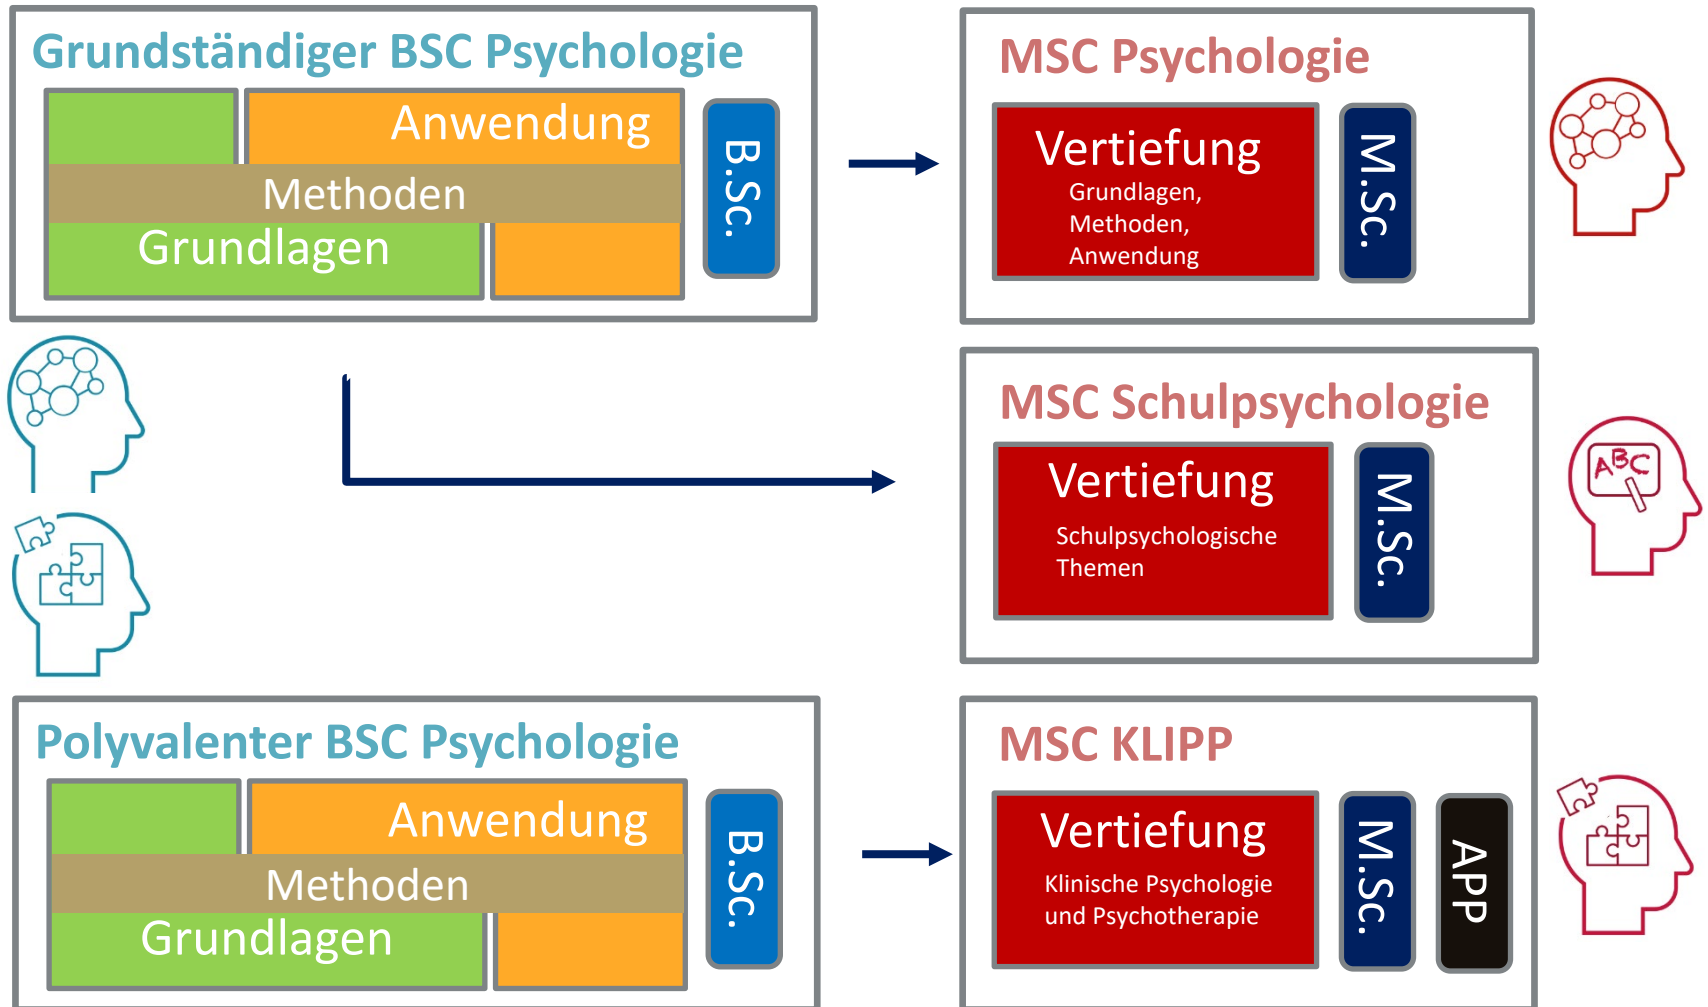 Grundständiger BSC Psychologie
Anwendung
Methoden
Grundlagen
B.Sc.
MSC Psychologie
Vertiefung
Grundlagen,
Methoden,
Anwendung
M.Sc.
MSC Schulpsychologie
Vertiefung
Schulpsychologische
Themen
M.Sc.
ABC
Polyvalenter BSC Psychologie
Anwendung
Methoden
Grundlagen
B.Sc.
MSC KLIPP
Vertiefung
Klinische Psychologie
und Psychotherapie
M.Sc.
APP